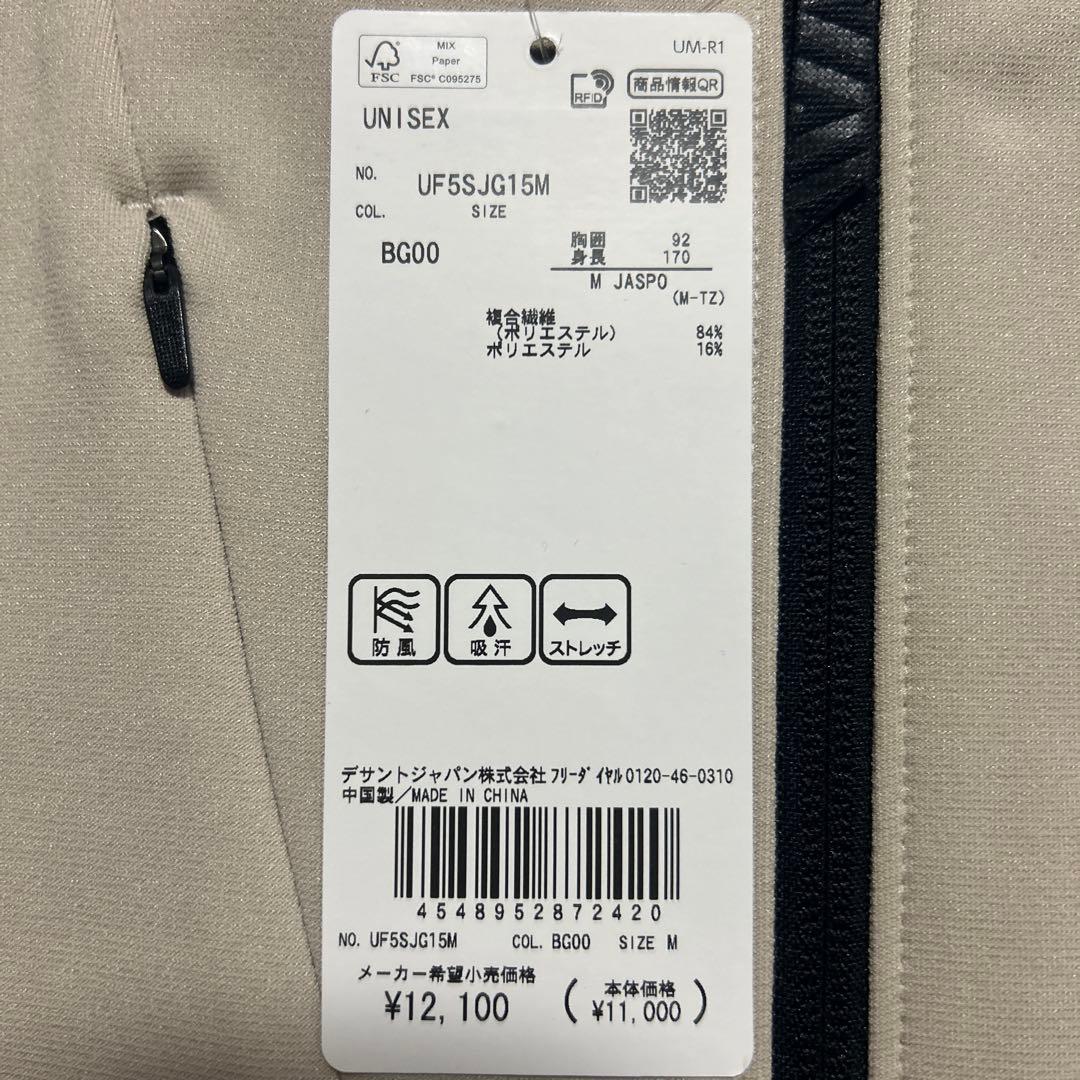 FSC
MIX
Paper
FSC® C095275
UM-R1
RFID
商品情報QR
UNISEX
NO. UF5SJG15M
COL. SIZE
BG00
胸囲 92
身長 170
M JASPO
(M-TZ)
複合繊維
(ポリエステル) 84%
ポリエステル 16%
防風
吸汗
ストレッチ
デサントジャパン株式会社 フリーダイヤル0120-46-0310
中国製/MADE IN CHINA
4548952872420
NO. UF5SJG15M COL. BG00 SIZE M
メーカー希望小売価格
¥12,100
(本体価格
¥11,000)